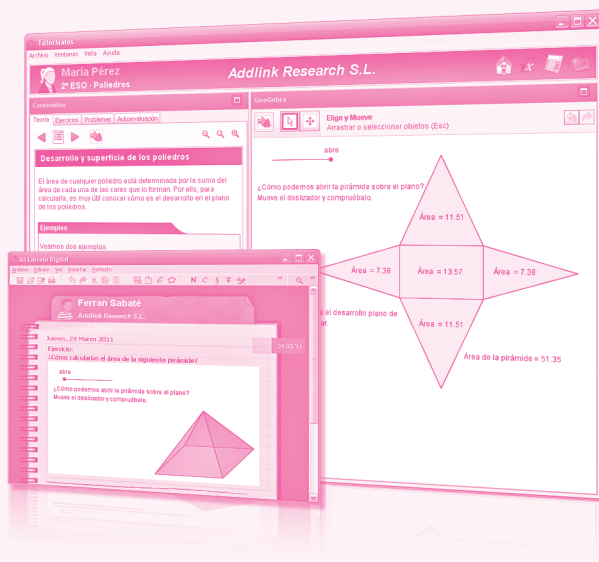 TutorMates
Archivo Ventanas Vista Ayuda
María Pérez
2º ESO · Poliedros
Addlink Research S.L.
Contenidos
Teoría Ejercicios Problemas Autoevaluación
Desarrollo y superficie de los poliedros
El área de cualquier poliedro está determinada por la suma del
área de cada una de las caras que lo forman. Por ello, para
calcularla, es muy útil conocer cómo es el desarrollo en el plano
de los poliedros.
Ejemplos
Veamos dos ejemplos:
GeoGebra
Elige y Mueve
Arrastrar o seleccionar objetos (Esc)
abre
¿Cómo podemos abrir la pirámide sobre el plano?
Mueve el deslizador y compruébalo.
Área = 11.51
Área = 7.38
Área = 13.57
Área = 7.38
s el desarrollo plano de
Área = 11.51
Área de la pirámide = 51.35
Mi Libreta Digital
Archivo Edición Ver Insertar Formato
N C S
Ferran Sabaté
Addlink Research S.L.
Jueves, 24 Marzo 2011
24.03.'11
Ejercicio:
¿Cómo calcularías el área de la siguiente pirámide?
abre
¿Cómo podemos abrir la pirámide sobre el plano?
Mueve el deslizador y compruébalo.